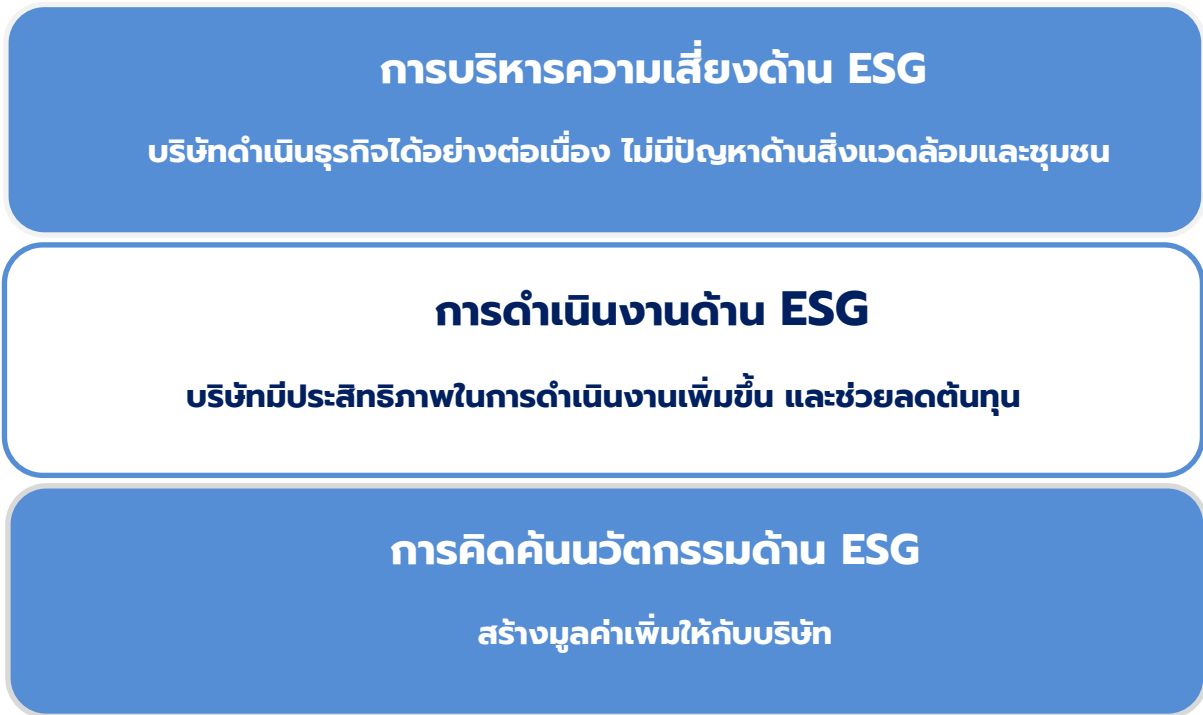 การบริหารความเสี่ยงด้าน ESG
บริษัทดำเนินธุรกิจได้อย่างต่อเนื่อง ไม่มีปัญหาด้านสิ่งแวดล้อมและชุมชน
การดำเนินงานด้าน ESG
บริษัทมีประสิทธิภาพในการดำเนินงานเพิ่มขึ้น และช่วยลดต้นทุน
การคิดค้นนวัตกรรมด้าน ESG
สร้างมูลค่าเพิ่มให้กับบริษัท